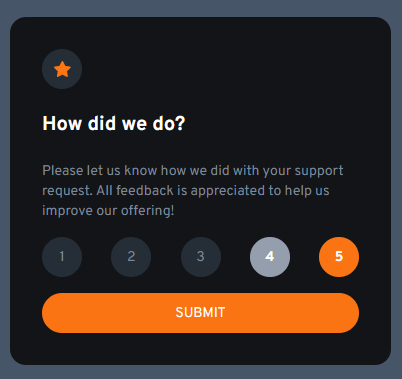 How did we do?
Please let us know how we did with your support
request. All feedback is appreciated to help us
improve our offering!
1 2 3 4 5
SUBMIT